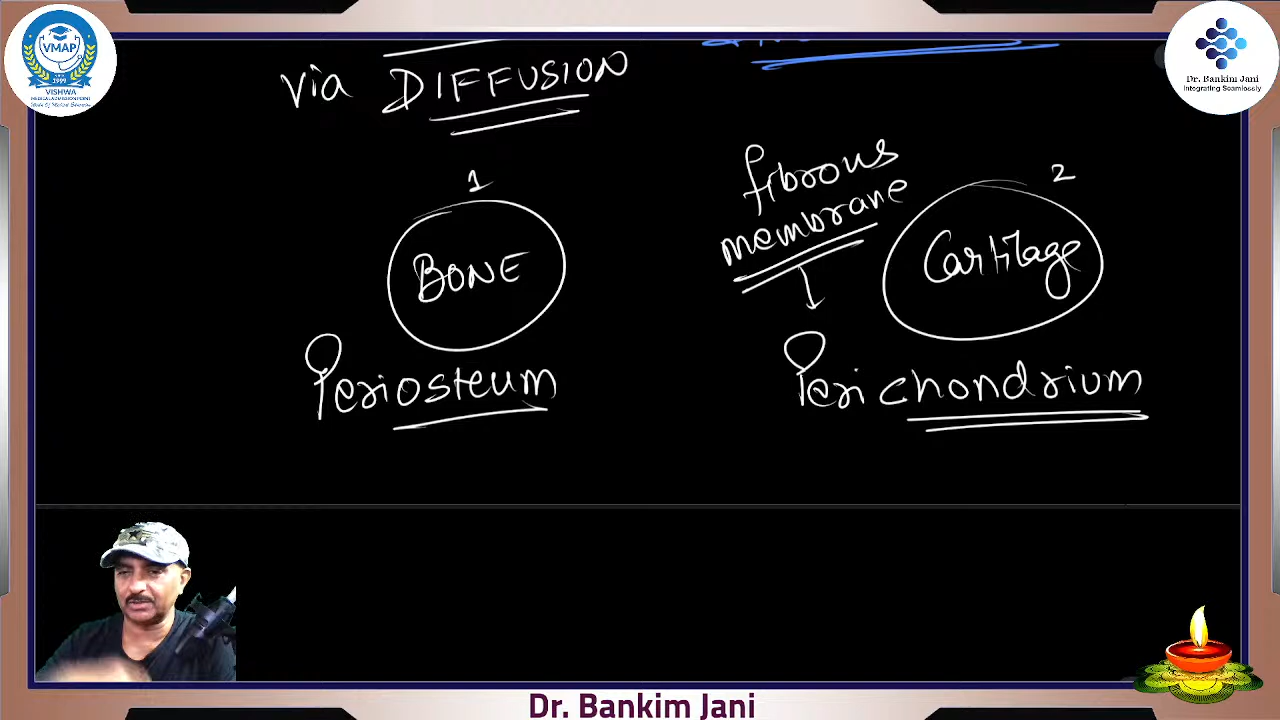 VMAP
1999
VISHWA
Dr. Bankim Jani
Integrating Seamlessly
via DIFFUSION
1
BONE
Periosteum
fibrous
membrane
2
Cartilage
Perichondrium
Dr. Bankim Jani